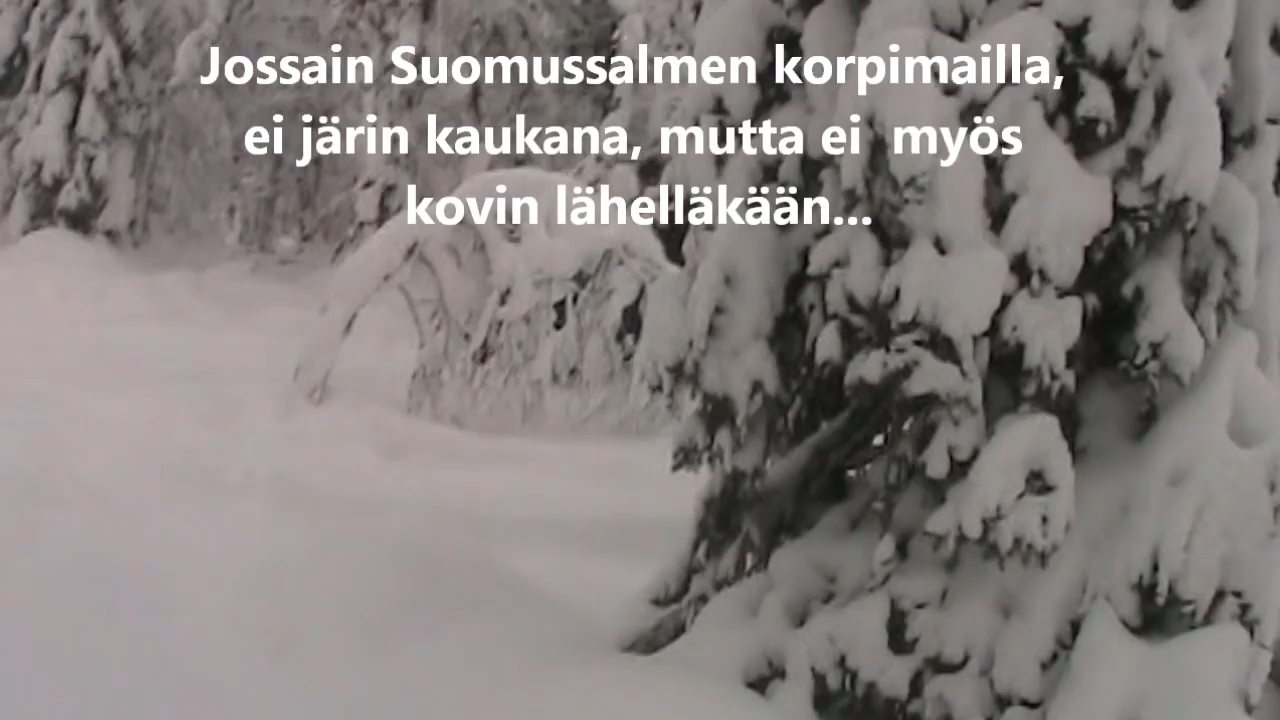 Jossain Suomussalmen korpimailla,
ei järin kaukana, mutta ei  myös
kovin lähelläkään...